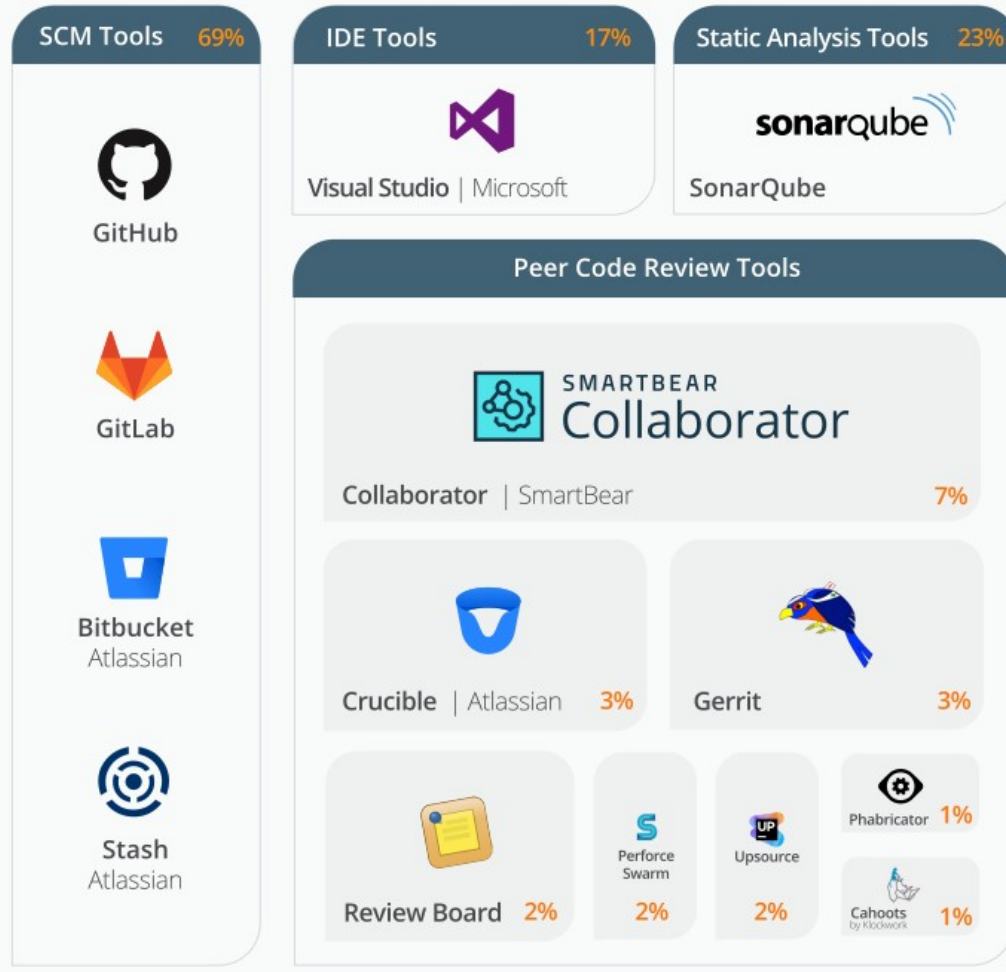 SCM Tools 69%
GitHub
GitLab
Bitbucket
Atlassian
Stash
Atlassian
IDE Tools 17%
Visual Studio | Microsoft
Static Analysis Tools 23%
sonarqube
SonarQube
Peer Code Review Tools
SMARTBEAR
Collaborator
Collaborator | SmartBear 7%
Crucible | Atlassian 3%
Gerrit 3%
Review Board 2%
Perforce
Swarm
2%
UP
Upsource
2%
Phabricator 1%
Cahoots 1%
by Klockwork